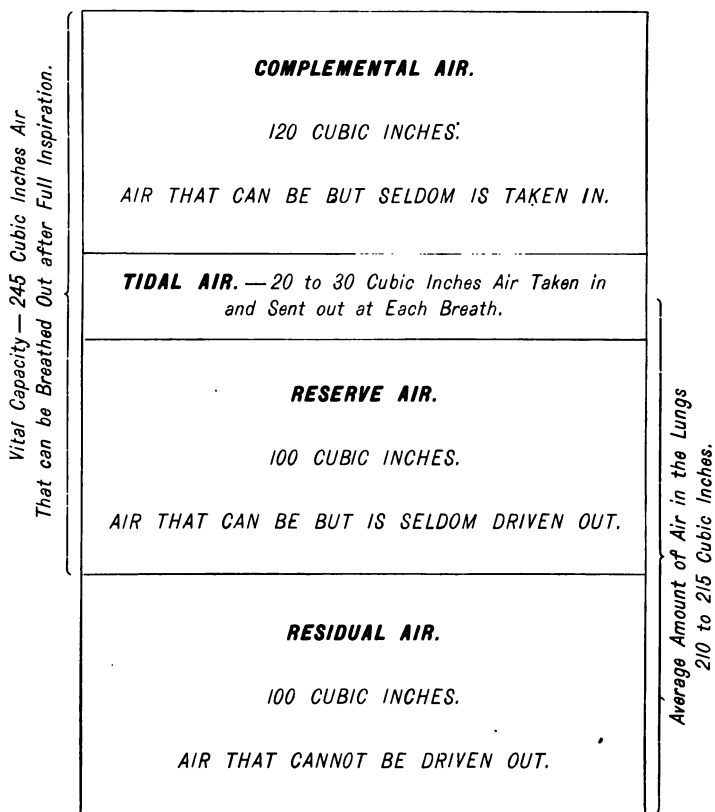 Vital Capacity — 245 Cubic Inches Air
That can be Breathed Out after Full Inspiration.
COMPLEMENTAL AIR.
120 CUBIC INCHES.
AIR THAT CAN BE BUT SELDOM IS TAKEN IN.
TIDAL AIR. — 20 to 30 Cubic Inches Air Taken in
and Sent out at Each Breath.
RESERVE AIR.
100 CUBIC INCHES.
AIR THAT CAN BE BUT IS SELDOM DRIVEN OUT.
RESIDUAL AIR.
100 CUBIC INCHES.
AIR THAT CANNOT BE DRIVEN OUT.
Average Amount of Air in the Lungs
210 to 215 Cubic Inches.